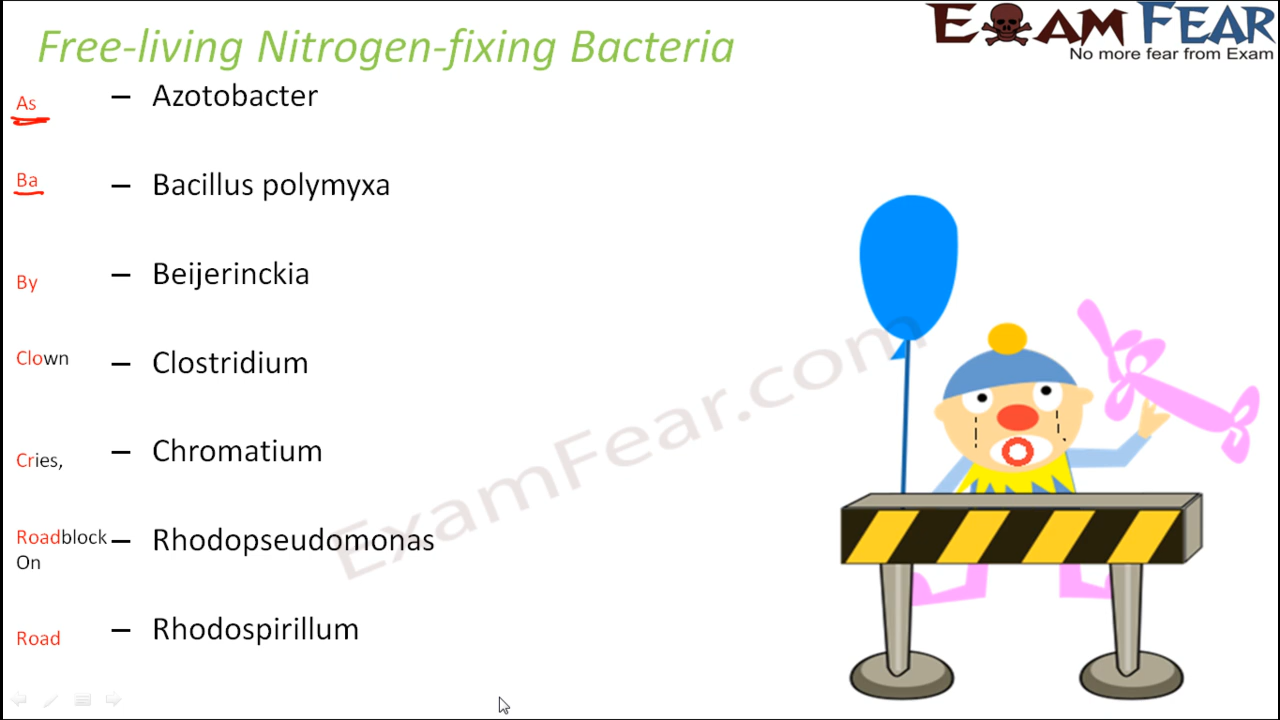 Free-living Nitrogen-fixing Bacteria
EXAM FEAR
No more fear from Exam
As – Azotobacter
Ba – Bacillus polymyxa
By – Beijerinckia
Clown – Clostridium
Cries, – Chromatium
Roadblock – Rhodopseudomonas
On
Road – Rhodospirillum
ExamFear.com